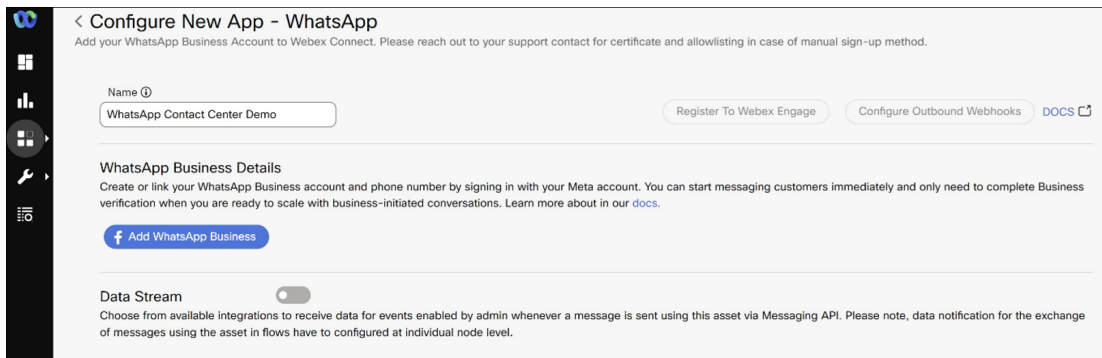 Configure New App - WhatsApp
Add your WhatsApp Business Account to Webex Connect. Please reach out to your support contact for certificate and allowlisting in case of manual sign-up method.
Name
WhatsApp Contact Center Demo
Register To Webex Engage
Configure Outbound Webhooks
DOCS
WhatsApp Business Details
Create or link your WhatsApp Business account and phone number by signing in with your Meta account. You can start messaging customers immediately and only need to complete Business
verification when you are ready to scale with business-initiated conversations. Learn more about in our docs.
Add WhatsApp Business
Data Stream
Choose from available integrations to receive data for events enabled by admin whenever a message is sent using this asset via Messaging API. Please note, data notification for the exchange
of messages using the asset in flows have to configured at individual node level.